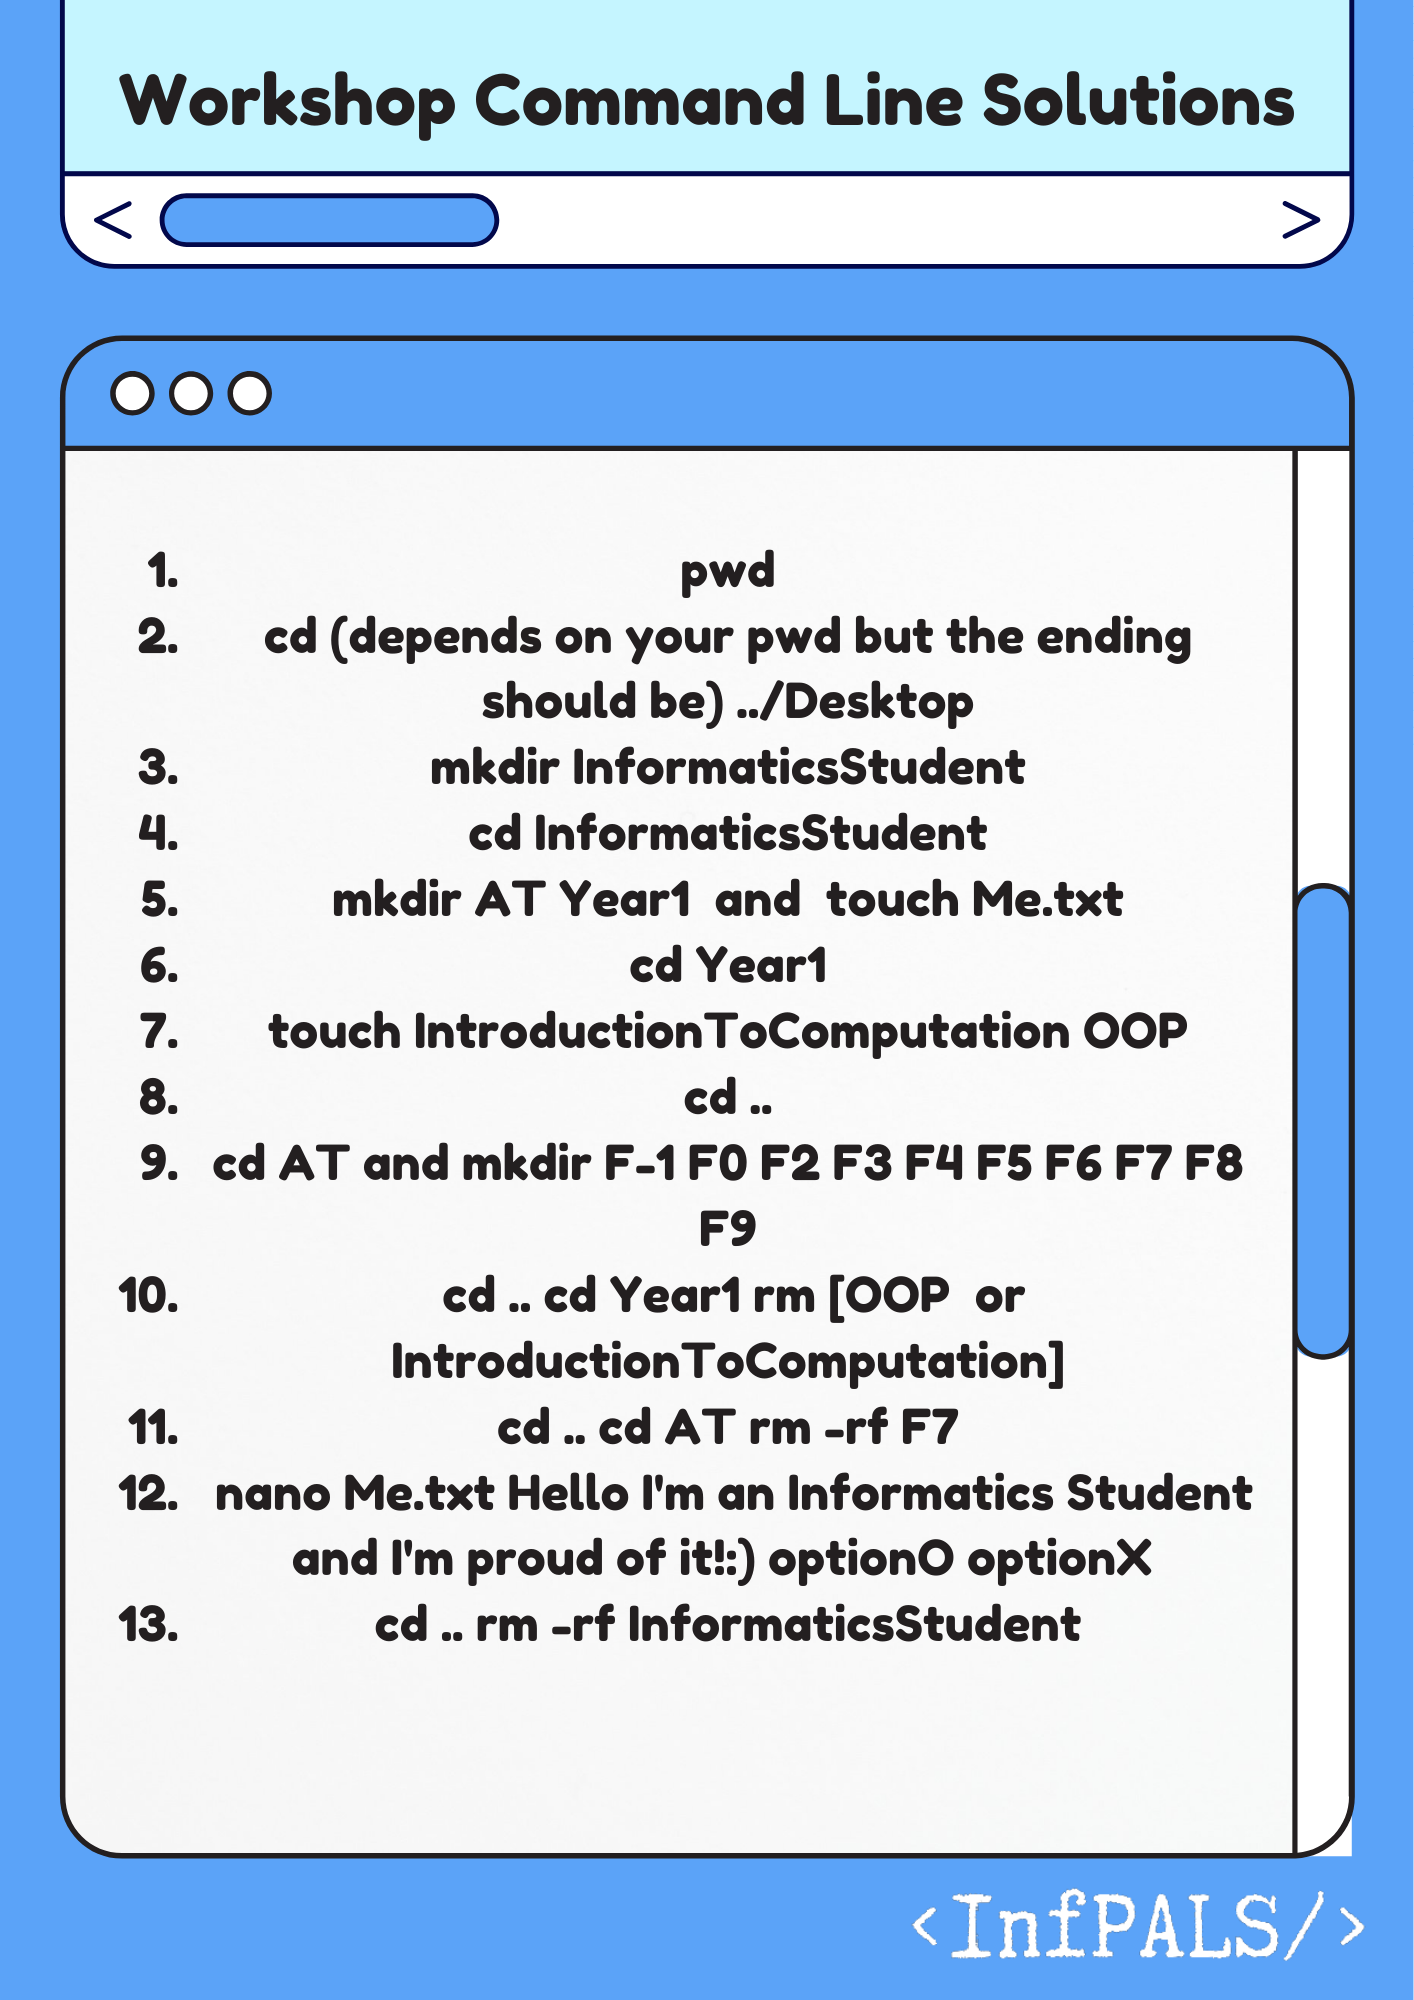 Workshop Command Line Solutions
<
>
1. pwd
2. cd (depends on your pwd but the ending
should be) ../Desktop
3. mkdir InformaticsStudent
4. cd InformaticsStudent
5. mkdir AT Year1  and  touch Me.txt
6. cd Year1
7. touch IntroductionToComputation OOP
8. cd ..
9. cd AT and mkdir F-1 F0 F2 F3 F4 F5 F6 F7 F8
F9
10. cd .. cd Year1 rm [OOP  or
IntroductionToComputation]
11. cd .. cd AT rm -rf F7
12. nano Me.txt Hello I'm an Informatics Student
and I'm proud of it!:) optionO optionX
13. cd .. rm -rf InformaticsStudent
<InfPALS/>